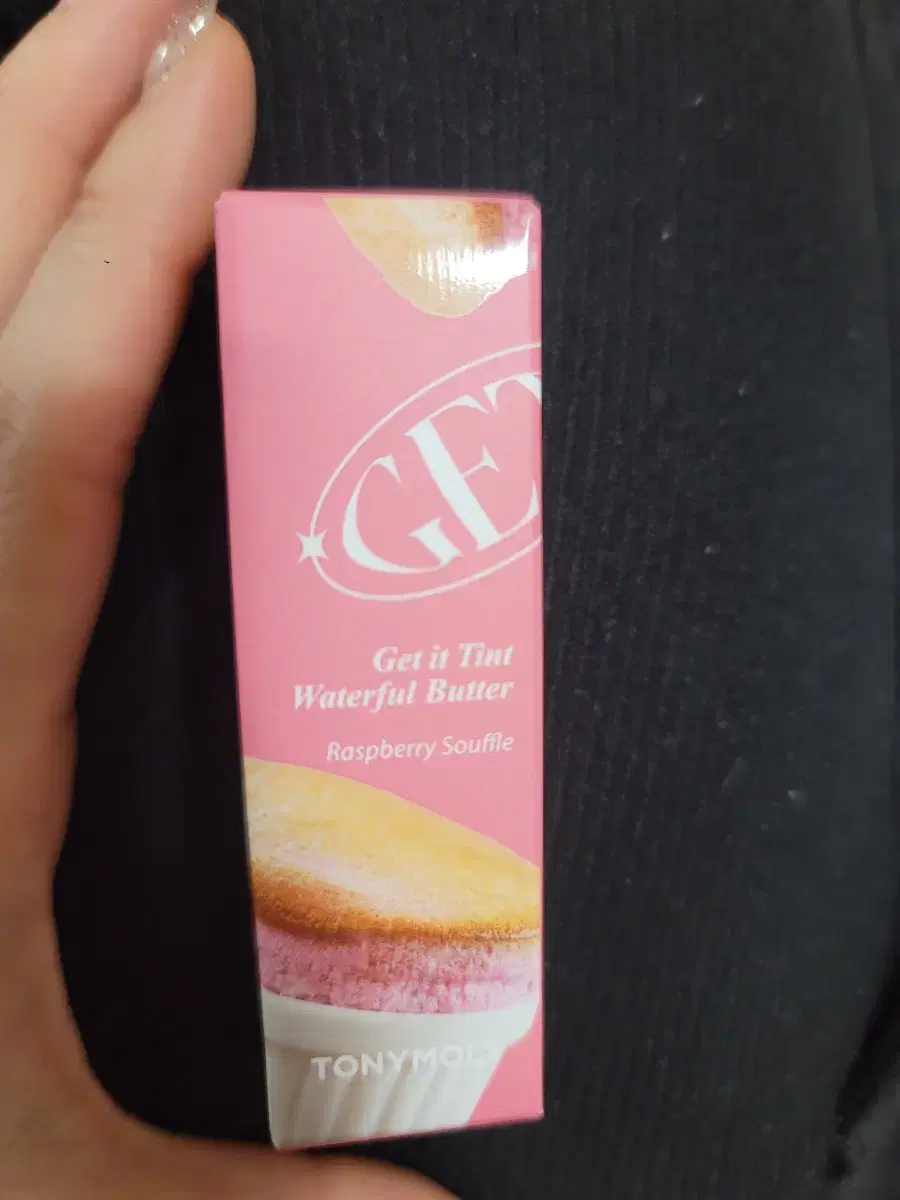 GET
Get it Tint
Waterful Butter
Raspberry Souffle
TONYMOLY